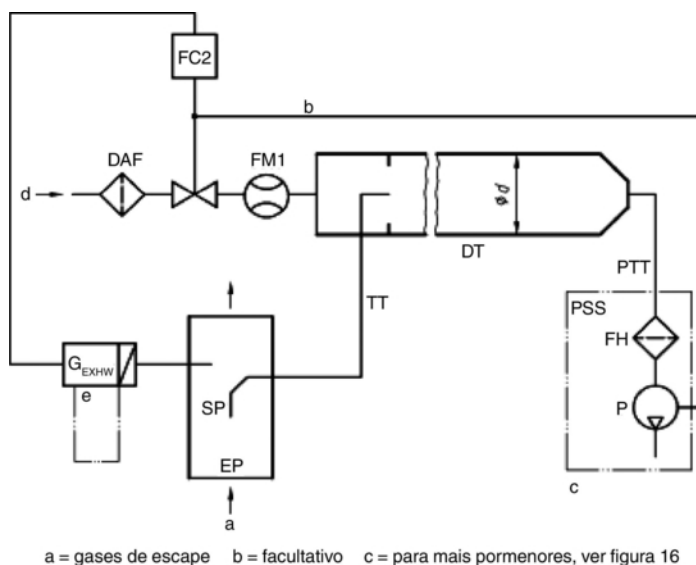 FC2
b
DAF
FM1
d
ϕ d
DT
PTT
TT
PSS
FH
G_EXHW
e
SP
P
EP
c
a
a = gases de escape b = facultativo c = para mais pormenores, ver figura 16